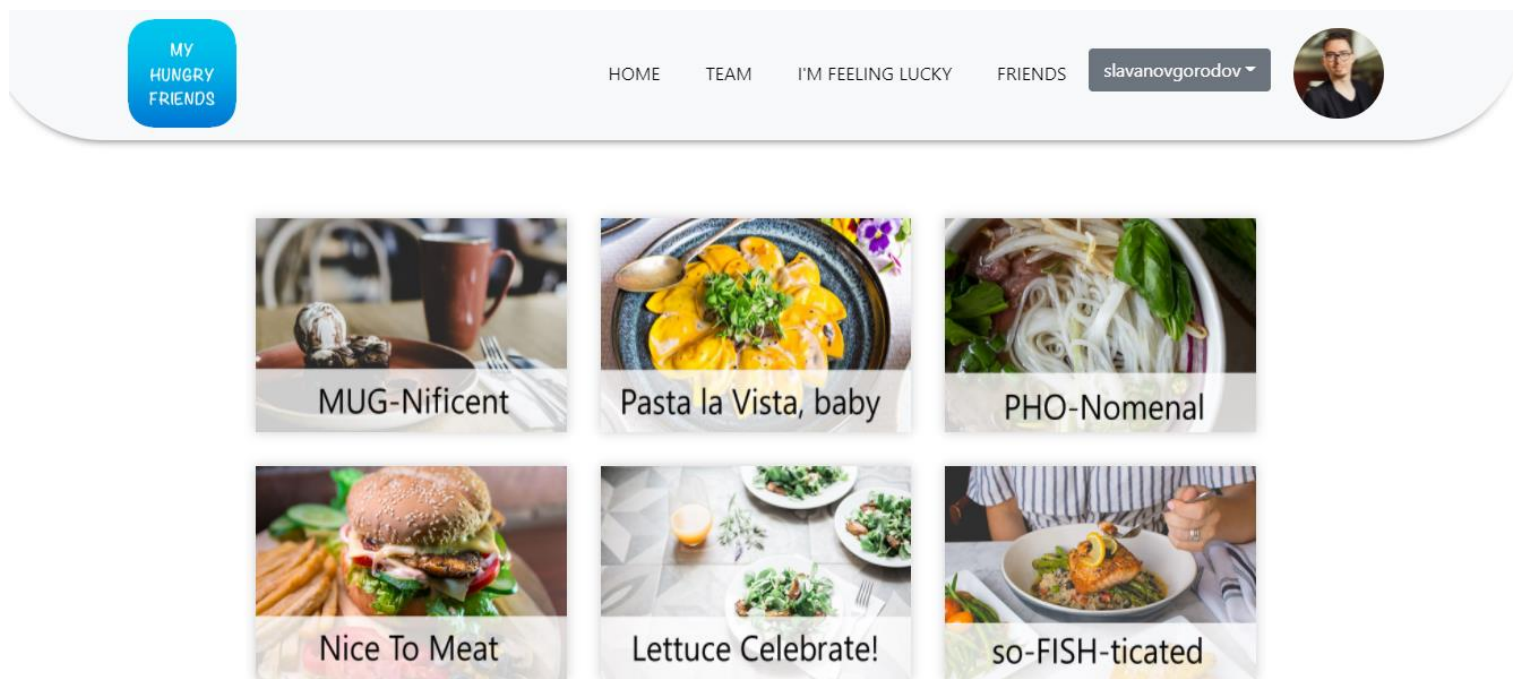 MY
HUNGRY
FRIENDS
HOME TEAM I'M FEELING LUCKY FRIENDS slavanovgorodov
MUG-Nificent Pasta la Vista, baby PHO-Nomenal
Nice To Meat Lettuce Celebrate! so-FISH-ticated